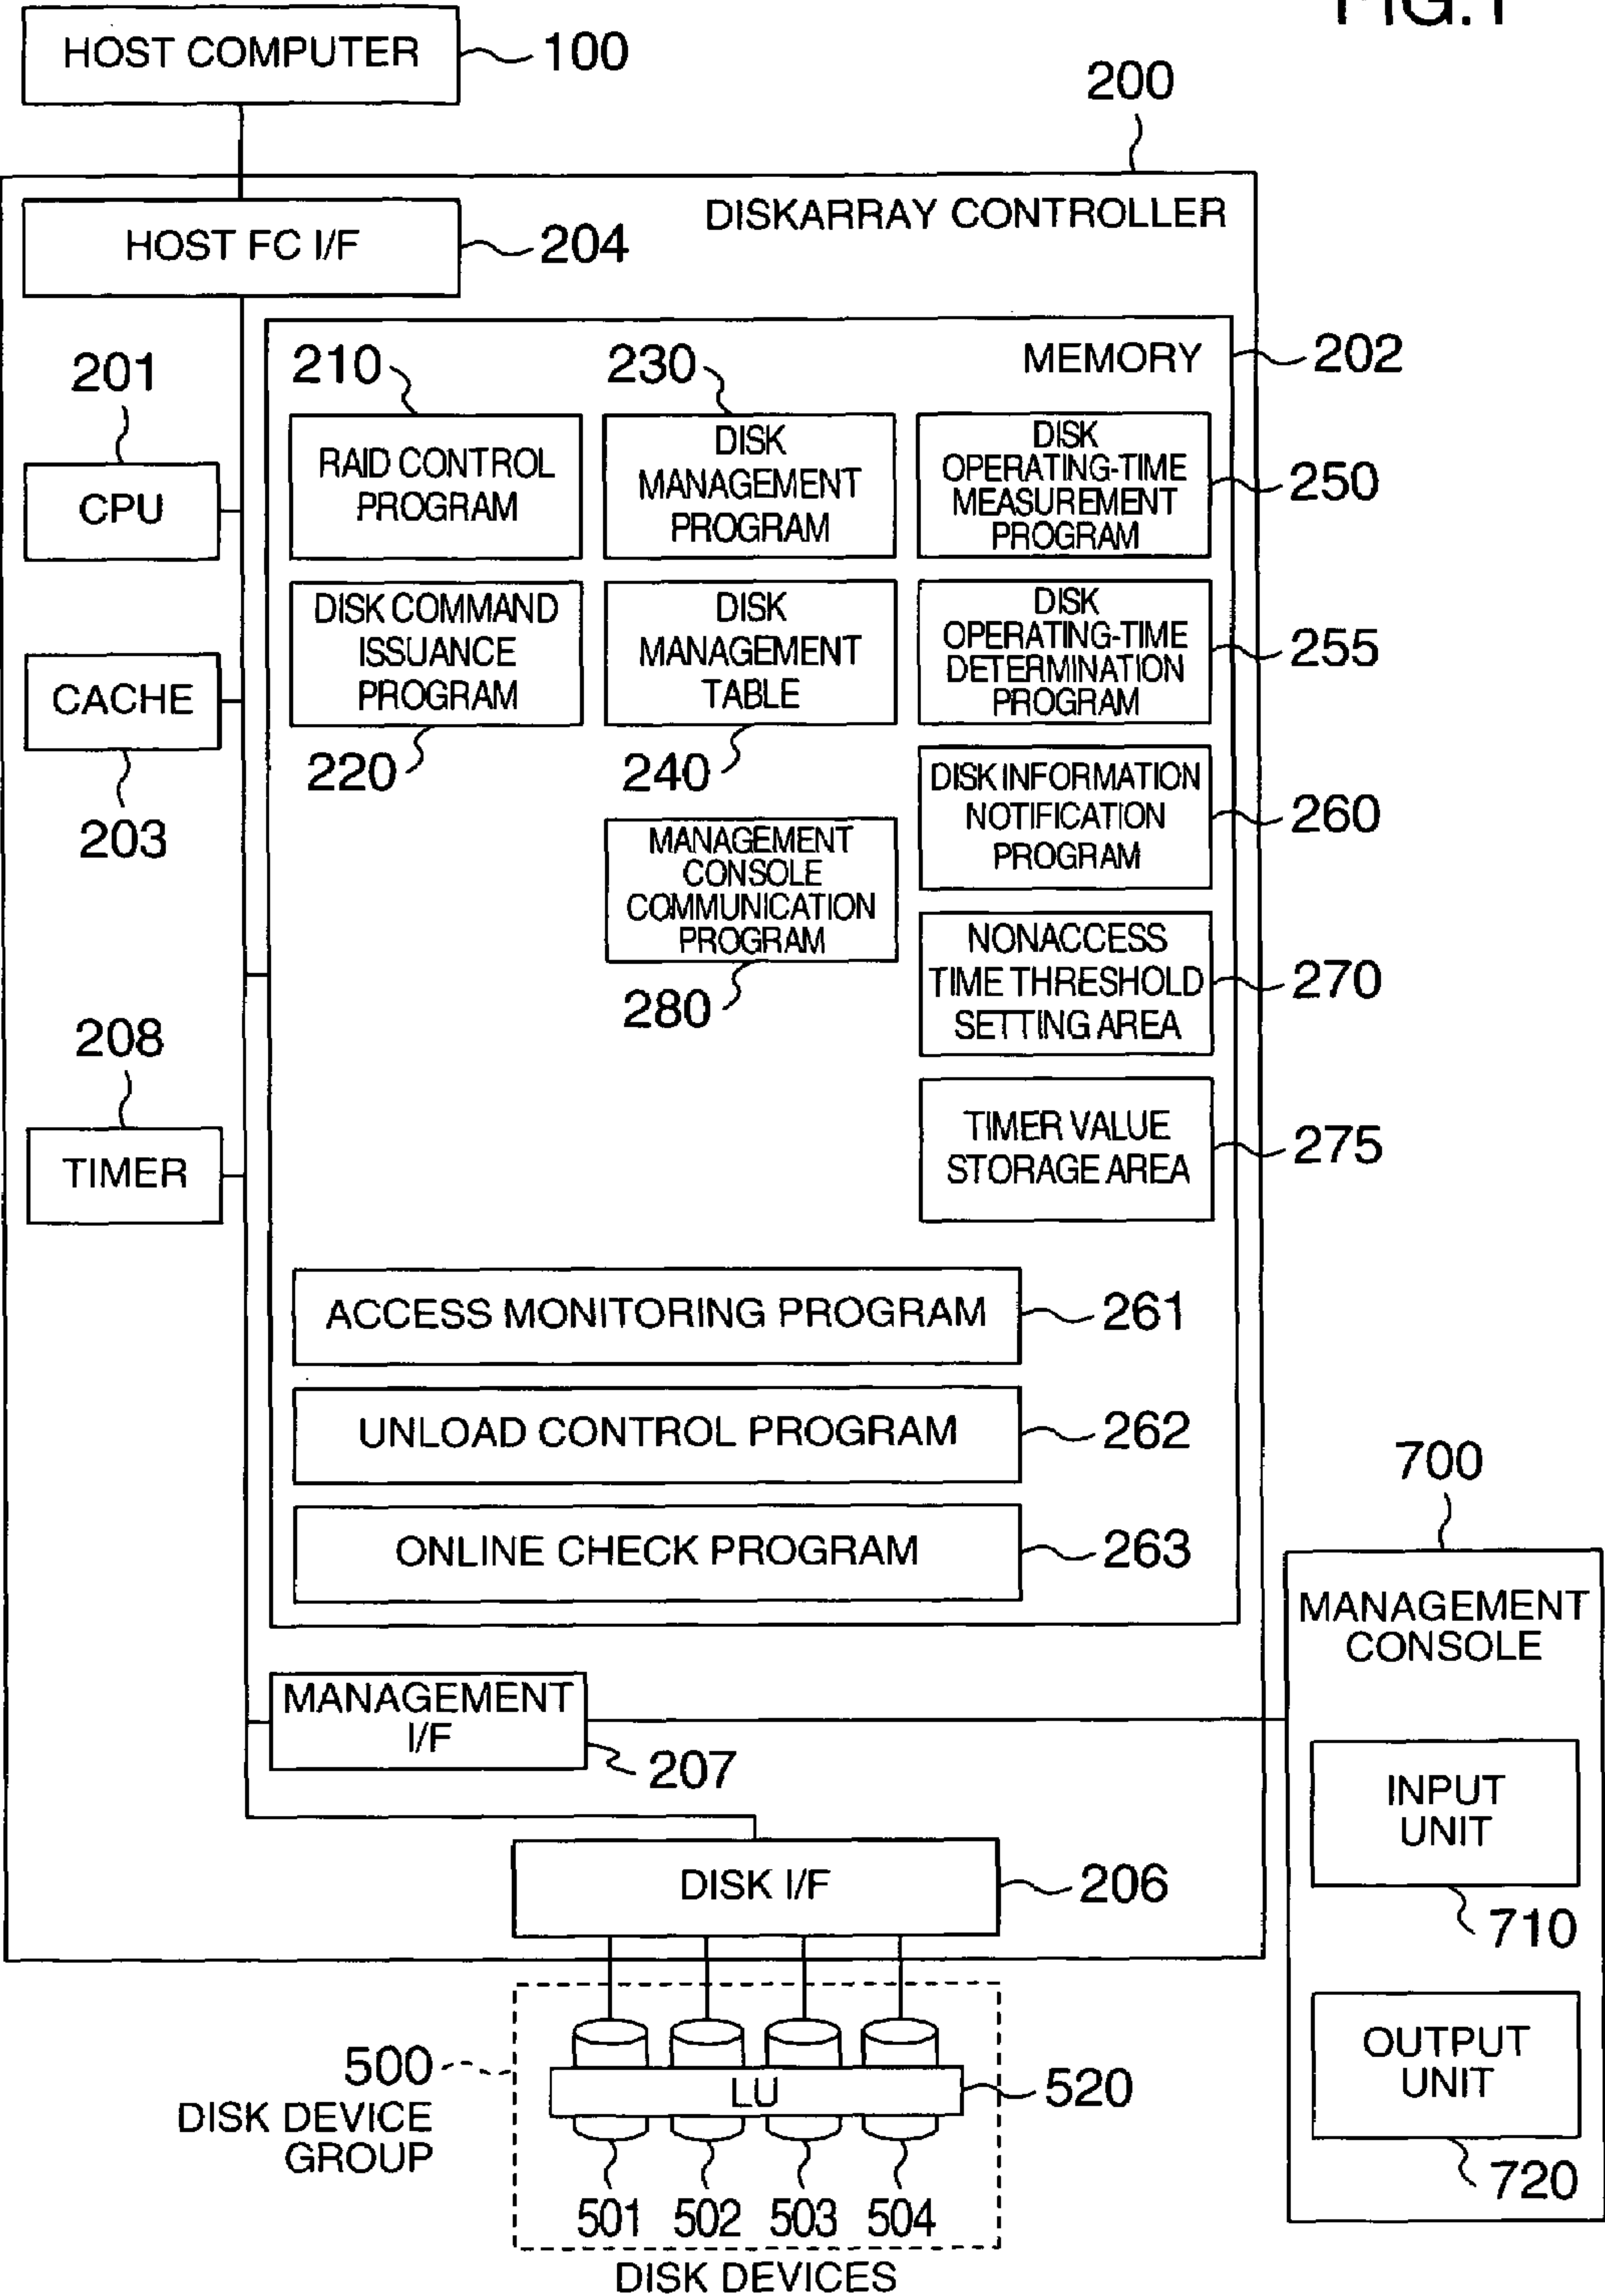 FIG.1
HOST COMPUTER
100
200
DISKARRAY CONTROLLER
HOST FC I/F
204
MEMORY
202
201
CPU
CACHE
203
208
TIMER
210
RAID CONTROL
PROGRAM
230
DISK
MANAGEMENT
PROGRAM
DISK
OPERATING-TIME
MEASUREMENT
PROGRAM
250
DISK COMMAND
ISSUANCE
PROGRAM
220
DISK
MANAGEMENT
TABLE
240
DISK
OPERATING-TIME
DETERMINATION
PROGRAM
255
DISK INFORMATION
NOTIFICATION
PROGRAM
260
MANAGEMENT
CONSOLE
COMMUNICATION
PROGRAM
280
NONACCESS
TIME THRESHOLD
SETTING AREA
270
TIMER VALUE
STORAGE AREA
275
ACCESS MONITORING PROGRAM
261
UNLOAD CONTROL PROGRAM
262
ONLINE CHECK PROGRAM
263
MANAGEMENT
I/F
207
DISK I/F
206
700
MANAGEMENT
CONSOLE
INPUT
UNIT
710
OUTPUT
UNIT
720
500
DISK DEVICE
GROUP
LU
520
501 502 503 504
DISK DEVICES